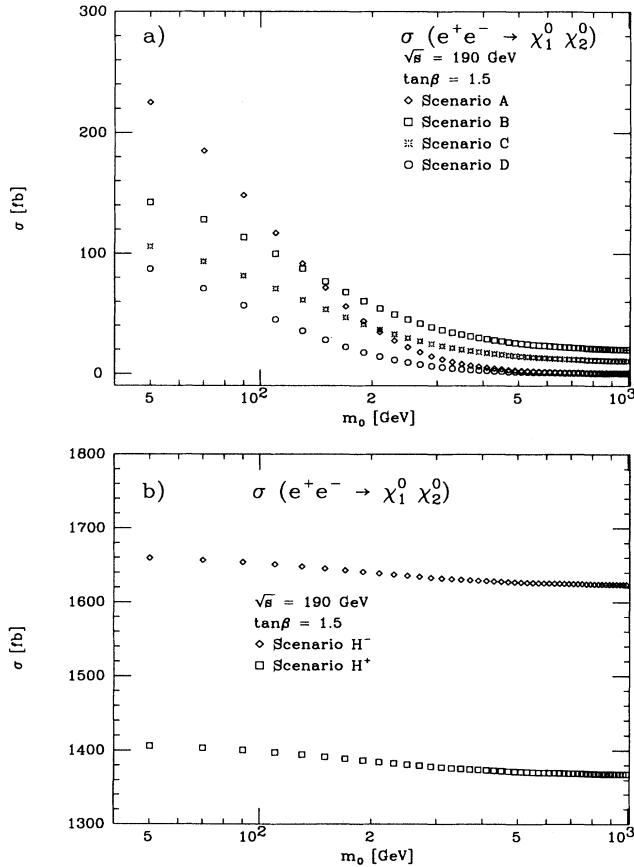 300
a)
σ (e⁺e⁻ → χ₁⁰ χ₂⁰)
√s = 190 GeV
tanβ = 1.5
Scenario A
Scenario B
Scenario C
Scenario D
200
σ [fb]
100
0
5 10² 2 5 10³
m₀ [GeV]
1800
b) σ (e⁺e⁻ → χ₁⁰ χ₂⁰)
1700
1600
√s = 190 GeV
tanβ = 1.5
Scenario H⁻
Scenario H⁺
σ [fb]
1500
1400
1300
5 10² 2 5 10³
m₀ [GeV]